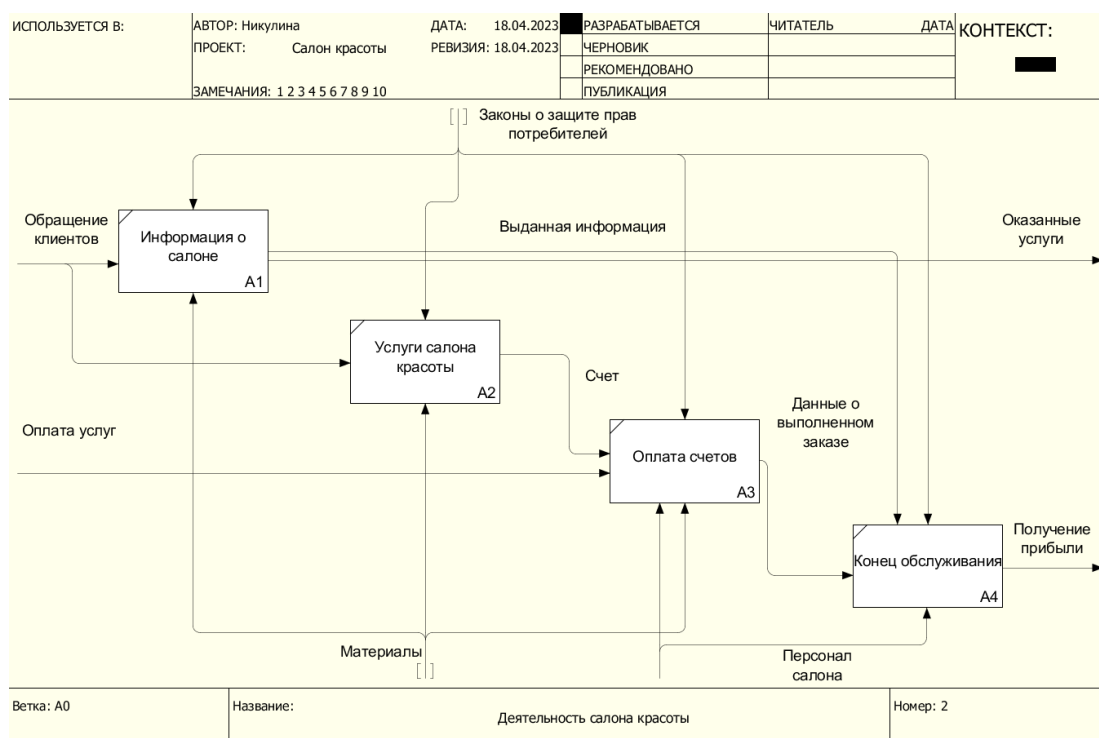 ИСПОЛЬЗУЕТСЯ В:
АВТОР: Никулина
ДАТА: 18.04.2023
ПРОЕКТ: Салон красоты
РЕВИЗИЯ: 18.04.2023
ЗАМЕЧАНИЯ: 1 2 3 4 5 6 7 8 9 10
РАЗРАБАТЫВАЕТСЯ
ЧЕРНОВИК
РЕКОМЕНДОВАНО
ПУБЛИКАЦИЯ
ЧИТАТЕЛЬ
ДАТА
КОНТЕКСТ:
Законы о защите прав
потребителей
Обращение
клиентов
Информация о
салоне
A1
Выданная информация
Оказанные
услуги
Услуги салона
красоты
A2
Счет
Оплата услуг
Данные о
выполненном
заказе
Оплата счетов
A3
Получение
прибыли
Конец обслуживания
A4
Материалы
Персонал
салона
Ветка: A0
Название:
Деятельность салона красоты
Номер: 2